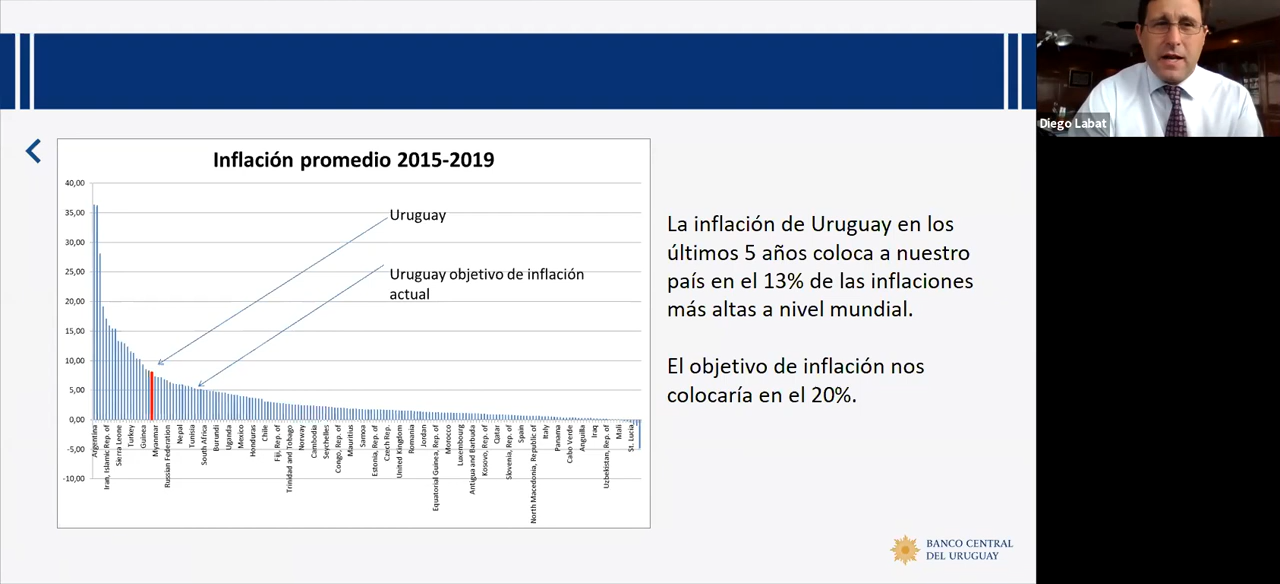 Diego Labat
Inflación promedio 2015-2019
40,00
35,00
30,00
25,00
20,00
15,00
10,00
5,00
0,00
-5,00
-10,00
Uruguay
Uruguay objetivo de inflación
actual
Argentina
Iran, Islamic Rep. of
Sierra Leone
Turkey
Guinea
Myanmar
Russian Federation
Nepal
Tunisia
South Africa
Burundi
Uganda
Mexico
Honduras
Chile
Fiji, Rep. of
Trinidad and Tobago
Norway
Cambodia
Seychelles
Congo, Rep. of
Mauritius
Samoa
Estonia, Rep. of
Czech Rep.
United Kingdom
Romania
Jordan
Equatorial Guinea, Rep. of
Morocco
Luxembourg
Antigua and Barbuda
Kosovo, Rep. of
Qatar
Slovenia, Rep. of
Spain
North Macedonia, Republic of
Italy
Panama
Cabo Verde
Anguilla
Iraq
Uzbekistan, Rep. of
Mali
St. Lucia
La inflación de Uruguay en los
últimos 5 años coloca a nuestro
país en el 13% de las inflaciones
más altas a nivel mundial.
El objetivo de inflación nos
colocaría en el 20%.
BANCO CENTRAL
DEL URUGUAY